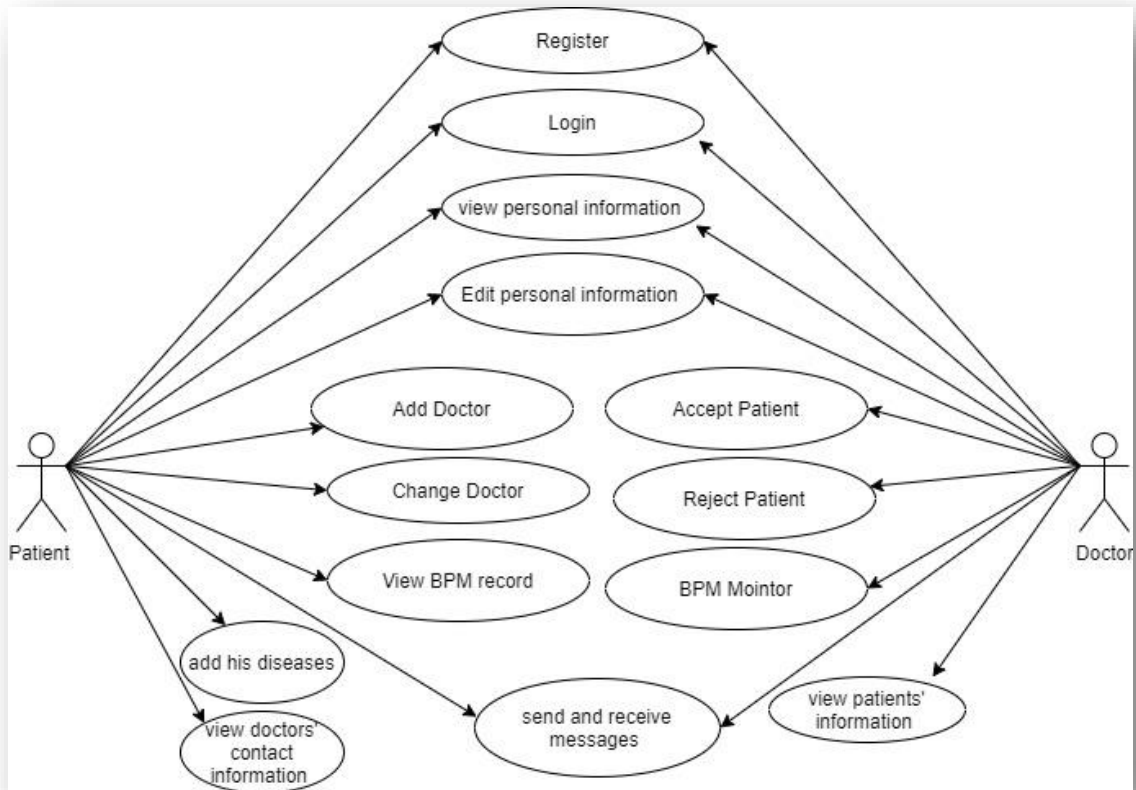 Register
Login
view personal information
Edit personal information
Add Doctor
Accept Patient
Change Doctor
Reject Patient
Patient
Doctor
View BPM record
BPM Mointor
add his diseases
send and receive
messages
view patients'
information
view doctors'
contact
information